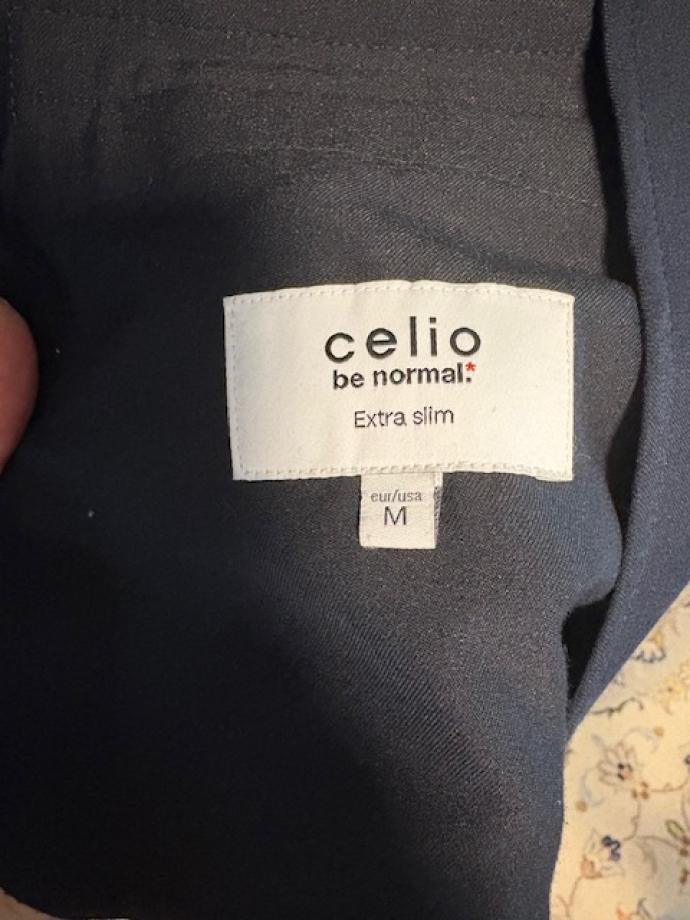 celio
be normal.*
Extra slim
eur/usa
M